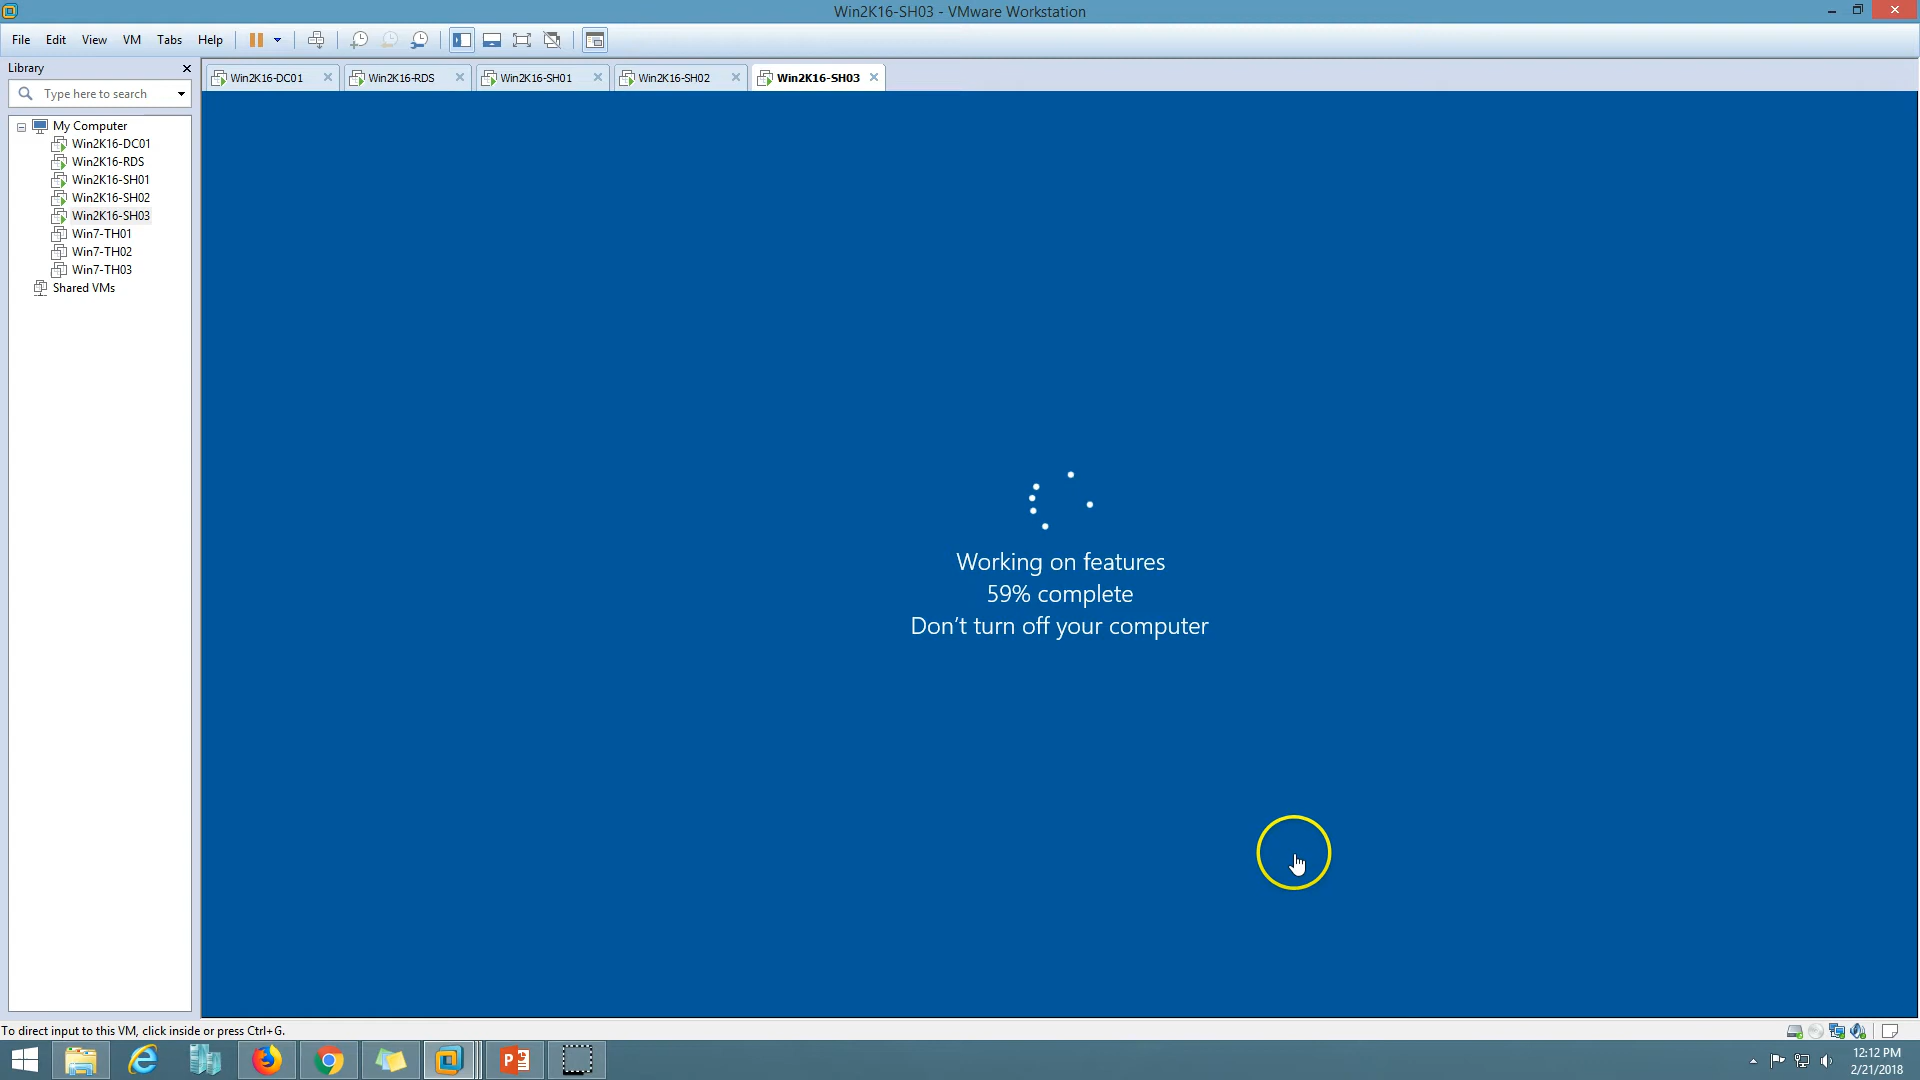 Win2K16-SH03 - VMware Workstation
File Edit View VM Tabs Help
Library
Win2K16-DC01 Win2K16-RDS Win2K16-SH01 Win2K16-SH02 Win2K16-SH03
Type here to search
My Computer
Win2K16-DC01
Win2K16-RDS
Win2K16-SH01
Win2K16-SH02
Win2K16-SH03
Win7-TH01
Win7-TH02
Win7-TH03
Shared VMs
Working on features
59% complete
Don't turn off your computer
To direct input to this VM, click inside or press Ctrl+G.
12:12 PM
2/21/2018